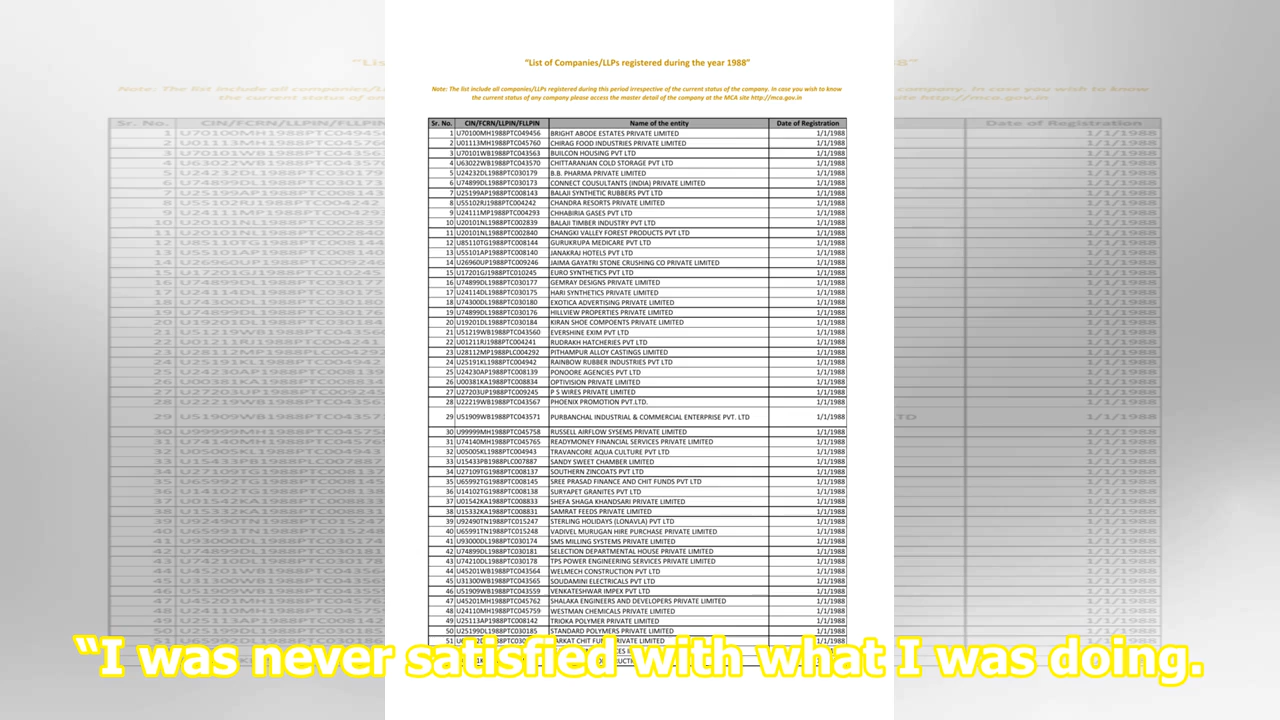 “List of Companies/LLPs registered during the year 1988”
Note: The list include all companies/LLPs registered during this period irrespective of the current status of the company. In case you wish to know
the current status of any company please access the master detail of the company at the MCA site http://mca.gov.in
Sr. No. CIN/FCRN/LLPIN/FLLPIN Name of the entity Date of Registration
1 U70100MH1988PTC049456 BRIGHT ABODE ESTATES PRIVATE LIMITED 1/1/1988
2 U01113MH1988PTC045760 CHIRAG FOOD INDUSTRIES PRIVATE LIMITED 1/1/1988
3 U70101WB1988PTC043563 BUILCON HOUSING PVT LTD 1/1/1988
4 U63022WB1988PTC043570 CHITTARANJAN COLD STORAGE PVT LTD 1/1/1988
5 U24232DL1988PTC030179 B.B. PHARMA PRIVATE LIMITED 1/1/1988
6 U74899DL1988PTC030173 CONNECT COUSULTANTS (INDIA) PRIVATE LIMITED 1/1/1988
7 U25199AP1988PTC008143 BALAJI SYNTHETIC RUBBERS PVT LTD 1/1/1988
8 U55102RJ1988PTC004242 CHANDRA RESORTS PRIVATE LIMITED 1/1/1988
9 U24111MP1988PTC004293 CHHABIRIA GASES PVT LTD 1/1/1988
10 U20101NL1988PTC002839 BALAJI TIMBER INDUSTRY PVT LTD 1/1/1988
11 U20101NL1988PTC002840 CHANGKI VALLEY FOREST PRODUCTS PVT LTD 1/1/1988
12 U85110TG1988PTC008144 GURUKRUPA MEDICARE PVT LTD 1/1/1988
13 U55101AP1988PTC008140 JANAKRAJ HOTELS PVT LTD 1/1/1988
14 U26960UP1988PTC009246 JAIMA GAYATRI STONE CRUSHING CO PRIVATE LIMITED 1/1/1988
15 U17201GJ1988PTC010245 EURO SYNTHETICS PVT LTD 1/1/1988
16 U74899DL1988PTC030177 GEMRAY DESIGNS PRIVATE LIMITED 1/1/1988
17 U24114DL1988PTC030175 HARI SYNTHETICS PRIVATE LIMITED 1/1/1988
18 U74300DL1988PTC030180 EXOTICA ADVERTISING PRIVATE LIMITED 1/1/1988
19 U74899DL1988PTC030176 HILLVIEW PROPERTIES PRIVATE LIMITED 1/1/1988
20 U19201DL1988PTC030184 KIRAN SHOE COMPOENTS PRIVATE LIMITED 1/1/1988
21 U51219WB1988PTC043560 EVERSHINE EXIM PVT LTD 1/1/1988
22 U01211RJ1988PTC004241 RUDRAKH HATCHERIES PVT LTD 1/1/1988
23 U28112MP1988PLC004292 PITHAMPUR ALLOY CASTINGS LIMITED 1/1/1988
24 U25191KL1988PTC004942 RAINBOW RUBBER INDUSTRIES PVT LTD 1/1/1988
25 U24230AP1988PTC008139 PONOORE AGENCIES PVT LTD 1/1/1988
26 U00381KA1988PTC008834 OPTIVISION PRIVATE LIMITED 1/1/1988
27 U27203UP1988PTC009245 P S WIRES PRIVATE LIMITED 1/1/1988
28 U22219WB1988PTC043567 PHOENIX PROMOTION PVT.LTD. 1/1/1988
29 U51909WB1988PTC043571 PURBANCHAL INDUSTRIAL & COMMERCIAL ENTERPRISE PVT. LTD 1/1/1988
30 U99999MH1988PTC045758 RUSSELL AIRFLOW SYSEMS PRIVATE LIMITED 1/1/1988
31 U74140MH1988PTC045765 READYMONEY FINANCIAL SERVICES PRIVATE LIMITED 1/1/1988
32 U05005KL1988PTC004943 TRAVANCORE AQUA CULTURE PVT LTD 1/1/1988
33 U15433PB1988PLC007887 SANDY SWEET CHAMBER LIMITED 1/1/1988
34 U27109TG1988PTC008137 SOUTHERN ZINCOATS PVT LTD 1/1/1988
35 U65992TG1988PTC008145 SREE PRASAD FINANCE AND CHIT FUNDS PVT LTD 1/1/1988
36 U14102TG1988PTC008138 SURYAPET GRANITES PVT LTD 1/1/1988
37 U01542KA1988PTC008833 SHEFA SHAGA KHANDSARI PRIVATE LIMITED 1/1/1988
38 U15332KA1988PTC008831 SAMRAT FEEDS PRIVATE LIMITED 1/1/1988
39 U92490TN1988PTC015247 STERLING HOLIDAYS (LONAVLA) PVT LTD 1/1/1988
40 U65991TN1988PTC015248 VADIVEL MURUGAN HIRE PURCHASE PRIVATE LIMITED 1/1/1988
41 U93000DL1988PTC030174 SMS MILLING SYSTEMS PRIVATE LIMITED 1/1/1988
42 U74899DL1988PTC030181 SELECTION DEPARTMENTAL HOUSE PRIVATE LIMITED 1/1/1988
43 U74210DL1988PTC030178 TPS POWER ENGINEERING SERVICES PRIVATE LIMITED 1/1/1988
44 U45201WB1988PTC043564 WELMECH CONSTRUCTION PVT LTD 1/1/1988
45 U31300WB1988PTC043565 SOUDAMINI ELECTRICALS PVT LTD 1/1/1988
46 U51909WB1988PTC043559 VENKATESHWAR IMPEX PVT LTD 1/1/1988
47 U45201MH1988PTC045762 SHALAKA ENGINEERS AND DEVELOPERS PRIVATE LIMITED 1/1/1988
48 U24110MH1988PTC045759 WESTMAN CHEMICALS PRIVATE LIMITED 1/1/1988
49 U25113AP1988PTC008142 TRIOKA POLYMER PRIVATE LIMITED 1/1/1988
50 U25199DL1988PTC030185 STANDARD POLYMERS PRIVATE LIMITED 1/1/1988
“I was never satisfied with what I was doing.